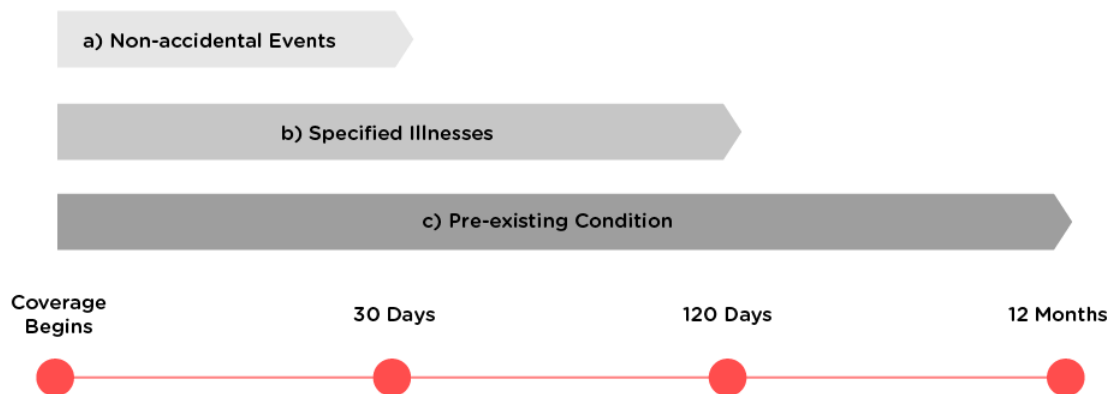 a) Non-accidental Events
b) Specified Illnesses
c) Pre-existing Condition
Coverage
Begins
30 Days
120 Days
12 Months